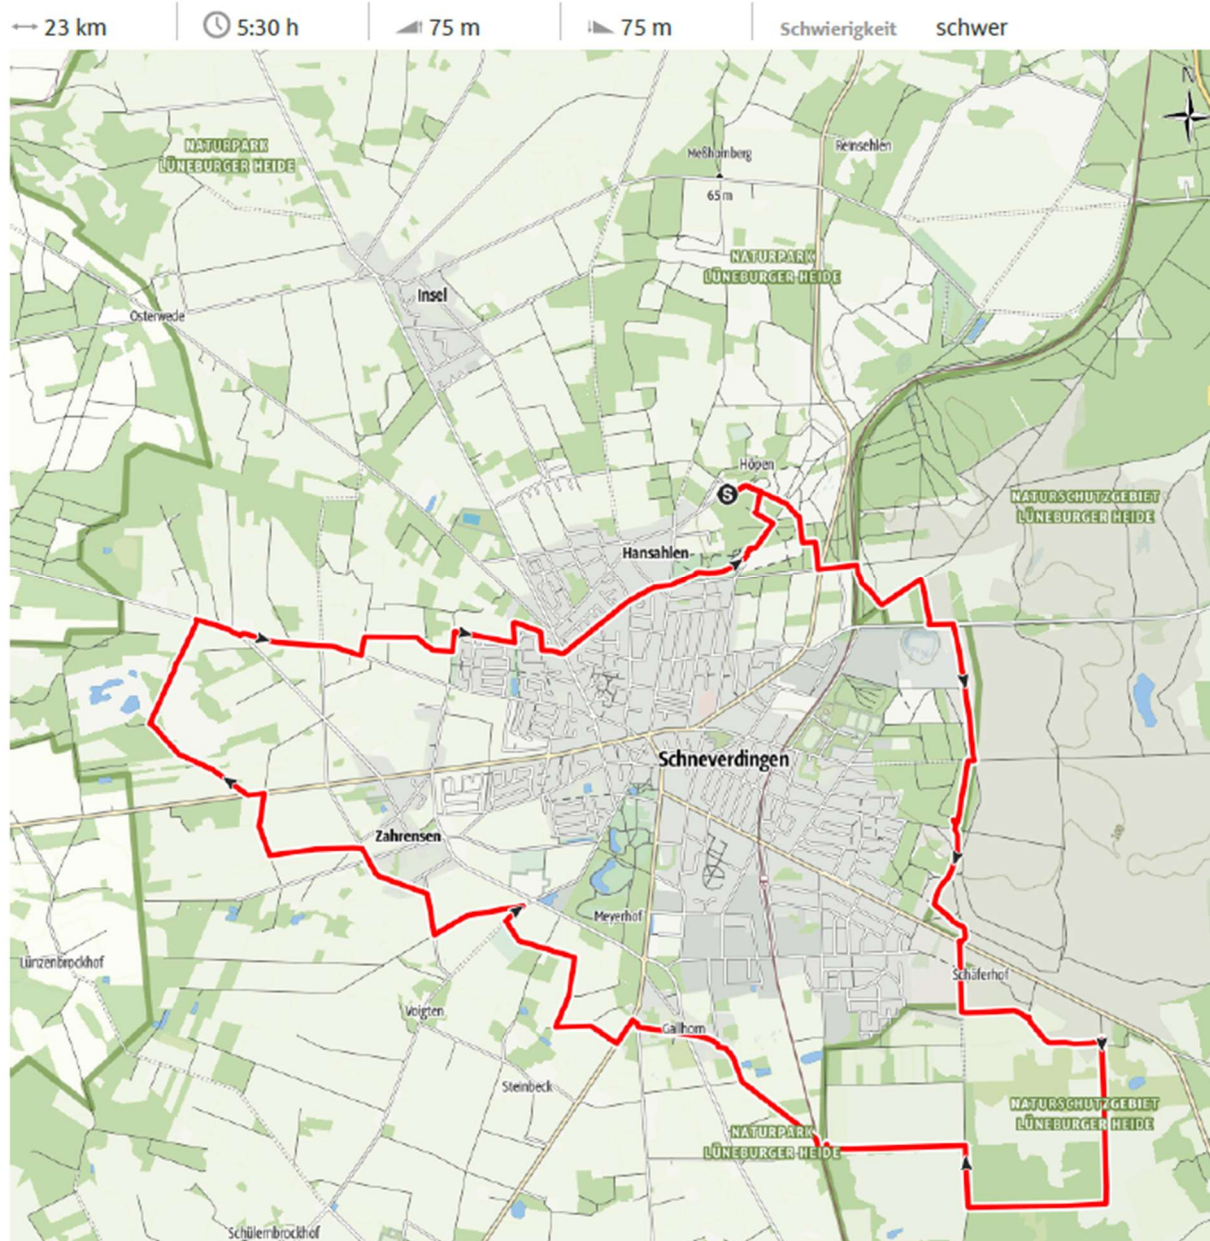 23 km 5:30 h 75 m 75 m Schwierigkeit schwer
N
NATURPARK
LÜNEBURGER HEIDE
Meßhornberg
Reinsehlen
65 m
NATURPARK
LÜNEBURGER HEIDE
Insel
Osterwede
Höpen
S
NATURSCHUTZGEBIET
LÜNEBURGER HEIDE
Hansahlen
Schneverdingen
Zahrensen
Meyerhof
Lünzenbrockhof
Schäferhof
Voigten
Gallhorn
Steinbeck
NATURSCHUTZGEBIET
LÜNEBURGER HEIDE
NATURPARK
LÜNEBURGER HEIDE
Schülernbrockhof